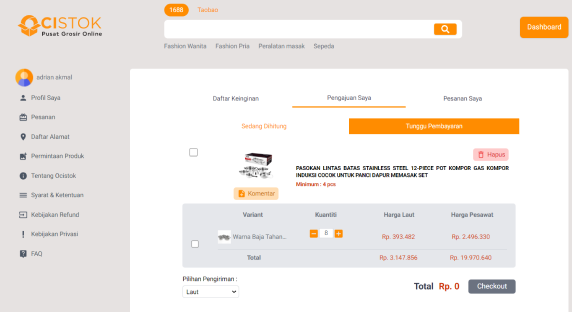 1688 Taobao
OCISTOK
Pusat Grosir Online
Dashboard
Fashion Wanita Fashion Pria Peralatan masak Sepeda
adrian akmal
Profil Saya
Pesanan
Daftar Alamat
Permintaan Produk
Tentang Ocistok
Syarat & Ketentuan
Kebijakan Refund
Kebijakan Privasi
FAQ
Daftar Keinginan Pengajuan Saya Pesanan Saya
Sedang Dihitung Tunggu Pembayaran
Hapus
PASOKAN LINTAS BATAS STAINLESS STEEL 12-PIECE POT KOMPOR GAS KOMPOR
INDUKSI COCOK UNTUK PANCI DAPUR MEMASAK SET
Minimum : 4 pcs
Komentar
Variant Kuantiti Harga Laut Harga Pesawat
Warna Baja Tahan... 8 Rp. 393.482 Rp. 2.496.330
Total Rp. 3.147.856 Rp. 19.970.640
Pilihan Pengiriman :
Laut
Total Rp. 0 Checkout